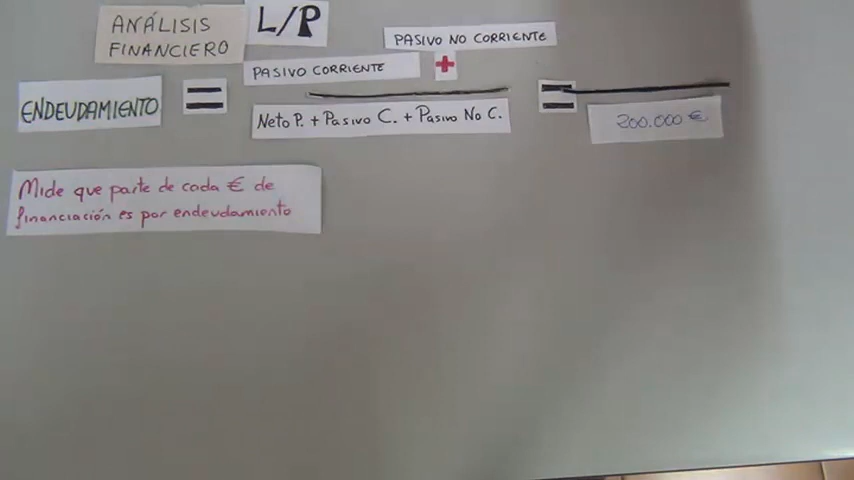 ANÁLISIS
FINANCIERO
L/P
PASIVO NO CORRIENTE
PASIVO CORRIENTE
+
ENDEUDAMIENTO
=
Neto P. + Pasivo C. + Pasivo No C.
=
200.000 €
Mide que parte de cada € de
financiación es por endeudamiento